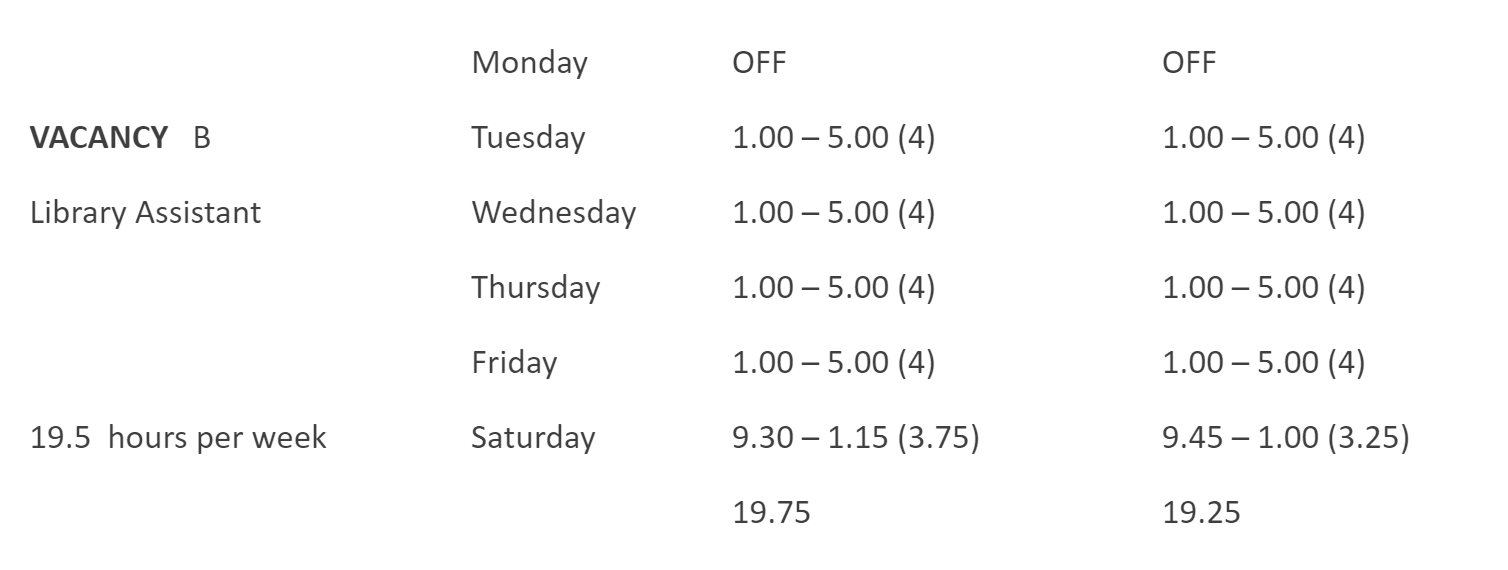 Monday OFF OFF
VACANCY B Tuesday 1.00 – 5.00 (4) 1.00 – 5.00 (4)
Library Assistant Wednesday 1.00 – 5.00 (4) 1.00 – 5.00 (4)
Thursday 1.00 – 5.00 (4) 1.00 – 5.00 (4)
Friday 1.00 – 5.00 (4) 1.00 – 5.00 (4)
19.5 hours per week Saturday 9.30 – 1.15 (3.75) 9.45 – 1.00 (3.25)
19.75 19.25